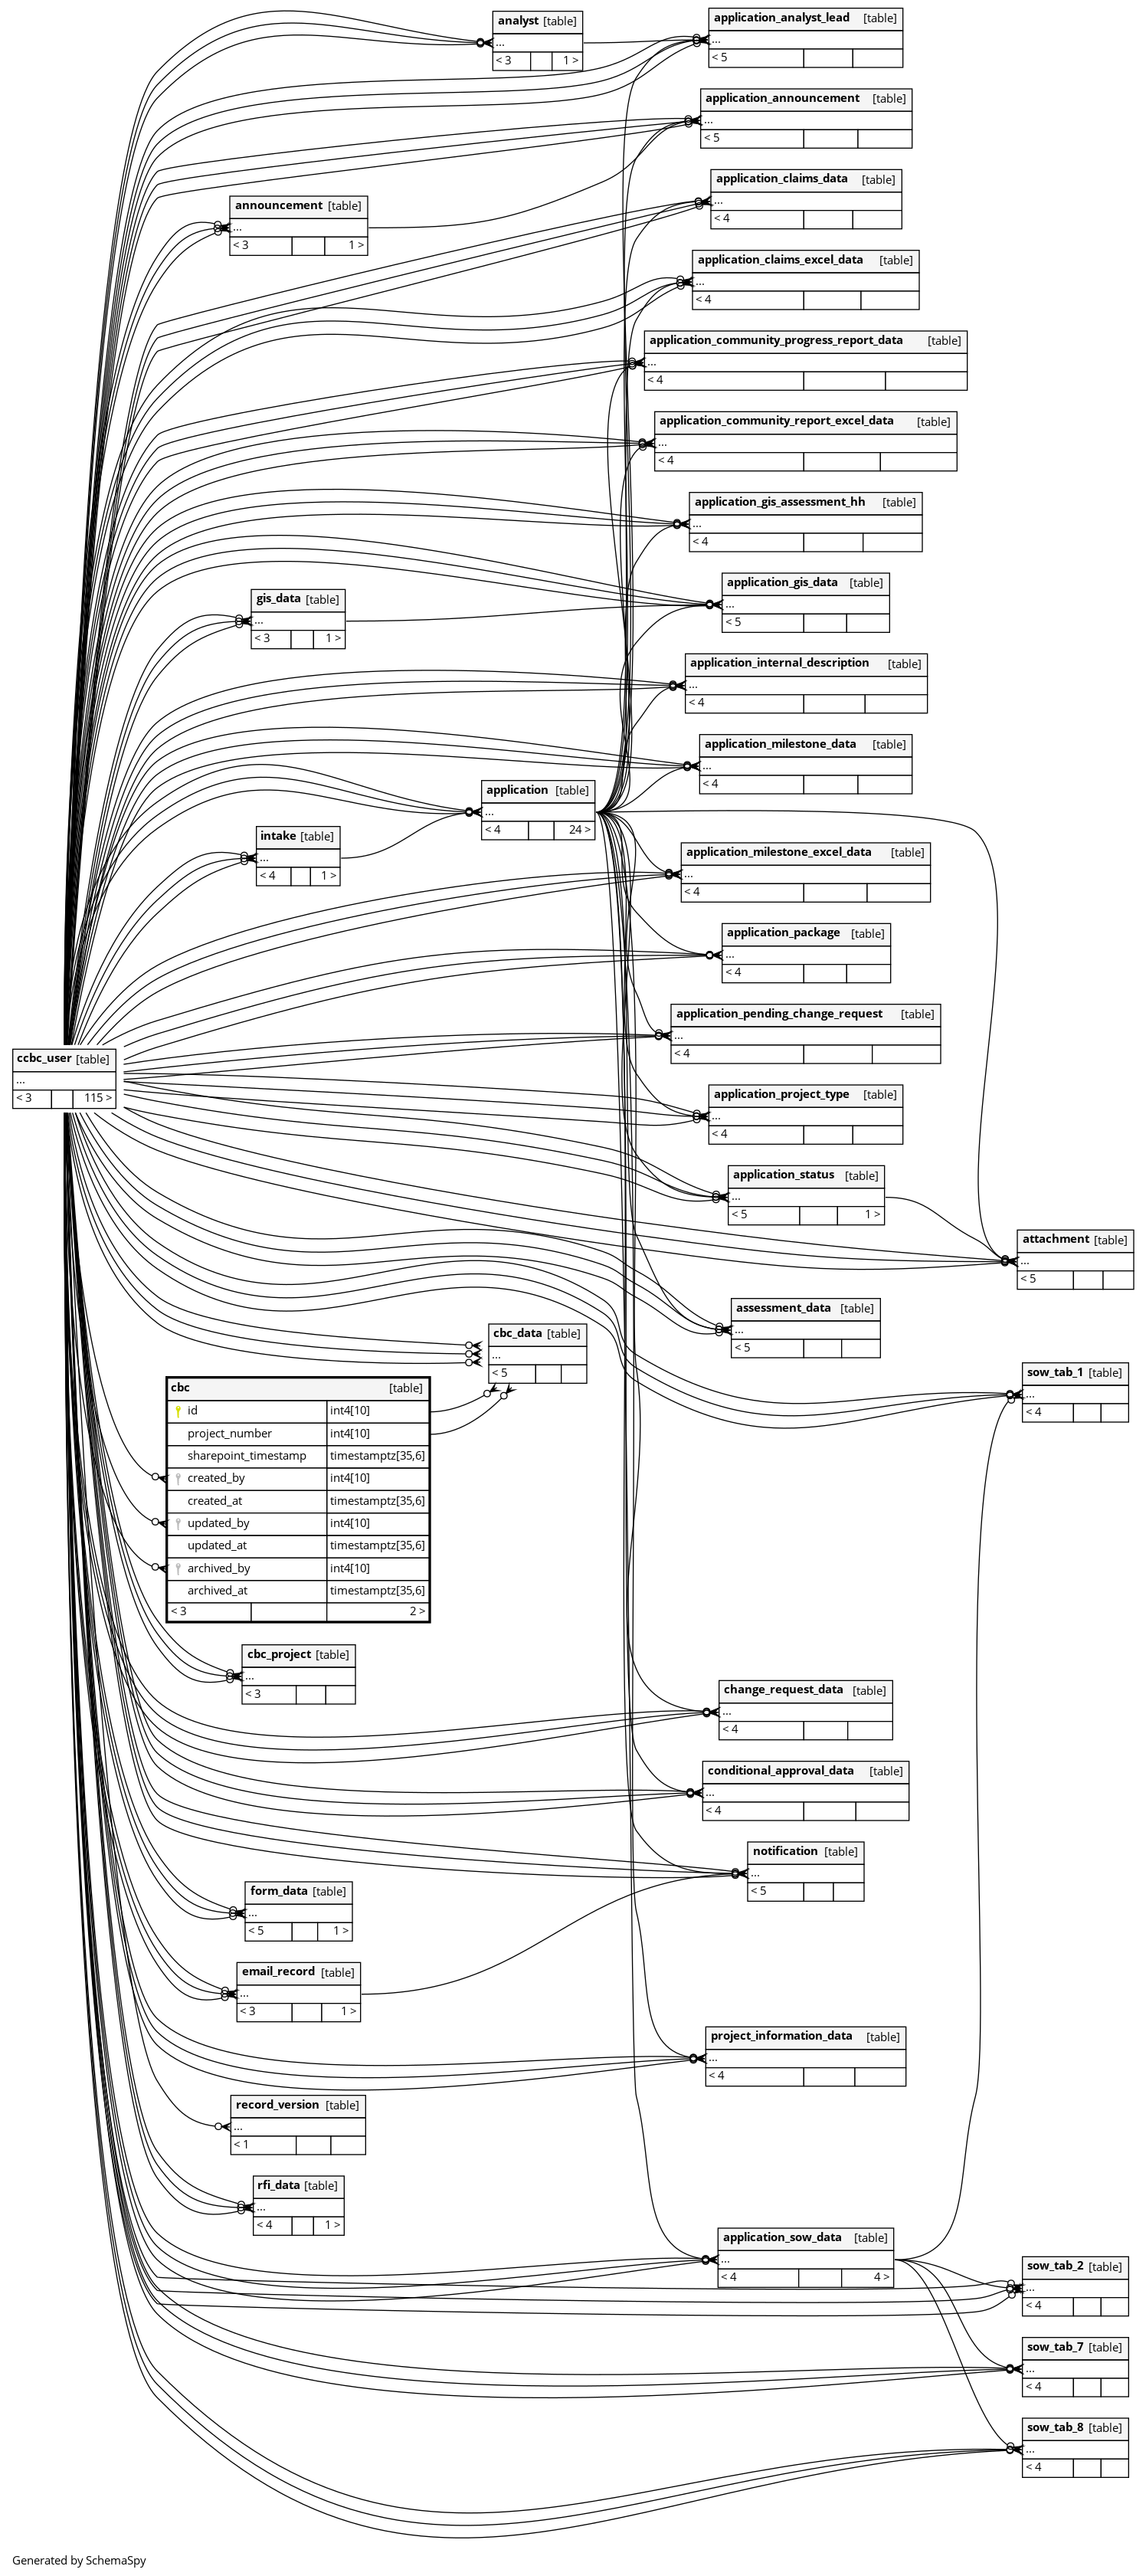 analyst [table]
...
< 3 1 >
application_analyst_lead [table]
...
< 5
application_announcement [table]
...
< 5
application_claims_data [table]
...
< 4
announcement [table]
...
< 3 1 >
application_claims_excel_data [table]
...
< 4
application_community_progress_report_data [table]
...
< 4
application_community_report_excel_data [table]
...
< 4
application_gis_assessment_hh [table]
...
< 4
application_gis_data [table]
...
< 5
gis_data [table]
...
< 3 1 >
application_internal_description [table]
...
< 4
application_milestone_data [table]
...
< 4
application [table]
...
< 4 24 >
intake [table]
...
< 4 1 >
application_milestone_excel_data [table]
...
< 4
application_package [table]
...
< 4
application_pending_change_request [table]
...
< 4
ccbc_user [table]
...
< 3 115 >
application_project_type [table]
...
< 4
application_status [table]
...
< 5 1 >
attachment [table]
...
< 5
assessment_data [table]
...
< 5
cbc_data [table]
...
< 5
sow_tab_1 [table]
...
< 4
cbc [table]
id int4[10]
project_number int4[10]
sharepoint_timestamp timestamptz[35,6]
created_by int4[10]
created_at timestamptz[35,6]
updated_by int4[10]
updated_at timestamptz[35,6]
archived_by int4[10]
archived_at timestamptz[35,6]
< 3 2 >
cbc_project [table]
...
< 3
change_request_data [table]
...
< 4
conditional_approval_data [table]
...
< 4
notification [table]
...
< 5
form_data [table]
...
< 5 1 >
email_record [table]
...
< 3 1 >
project_information_data [table]
...
< 4
record_version [table]
...
< 1
rfi_data [table]
...
< 4 1 >
application_sow_data [table]
...
< 4 4 >
sow_tab_2 [table]
...
< 4
sow_tab_7 [table]
...
< 4
sow_tab_8 [table]
...
< 4
Generated by SchemaSpy